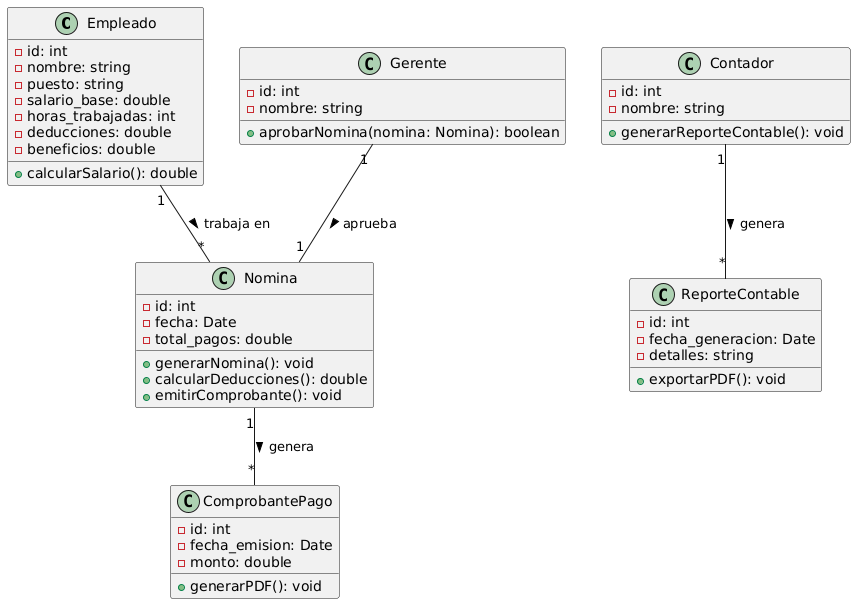 C Empleado
id: int
nombre: string
puesto: string
salario_base: double
horas_trabajadas: int
deducciones: double
beneficios: double
calcularSalario(): double
C Gerente
id: int
nombre: string
aprobarNomina(nomina: Nomina): boolean
C Contador
id: int
nombre: string
generarReporteContable(): void
1
trabaja en
*
1
aprueba
1
1
genera
*
C Nomina
id: int
fecha: Date
total_pagos: double
generarNomina(): void
calcularDeducciones(): double
emitirComprobante(): void
C ReporteContable
id: int
fecha_generacion: Date
detalles: string
exportarPDF(): void
1
genera
*
C ComprobantePago
id: int
fecha_emision: Date
monto: double
generarPDF(): void